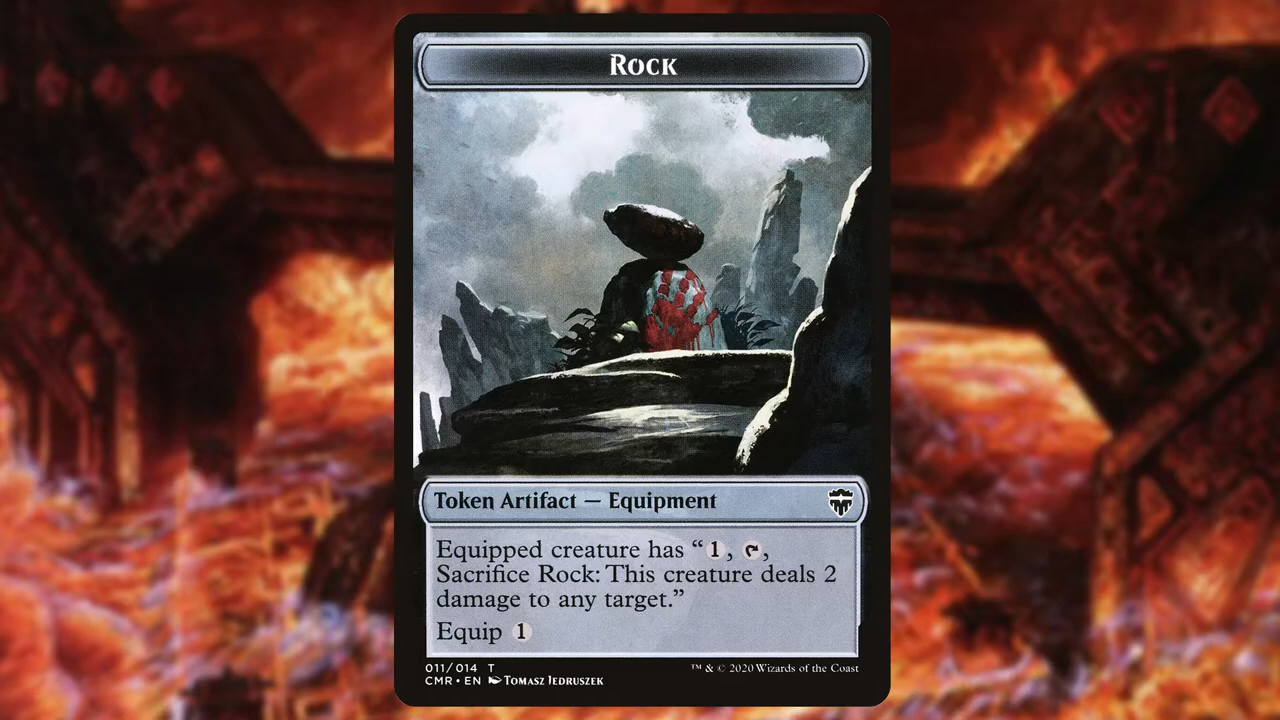 Rock
Token Artifact — Equipment
Equipped creature has “1, ,
Sacrifice Rock: This creature deals 2
damage to any target.”
Equip 1
011/014 T
™ & © 2020 Wizards of the Coast
CMR • EN Tomasz Jedruszek